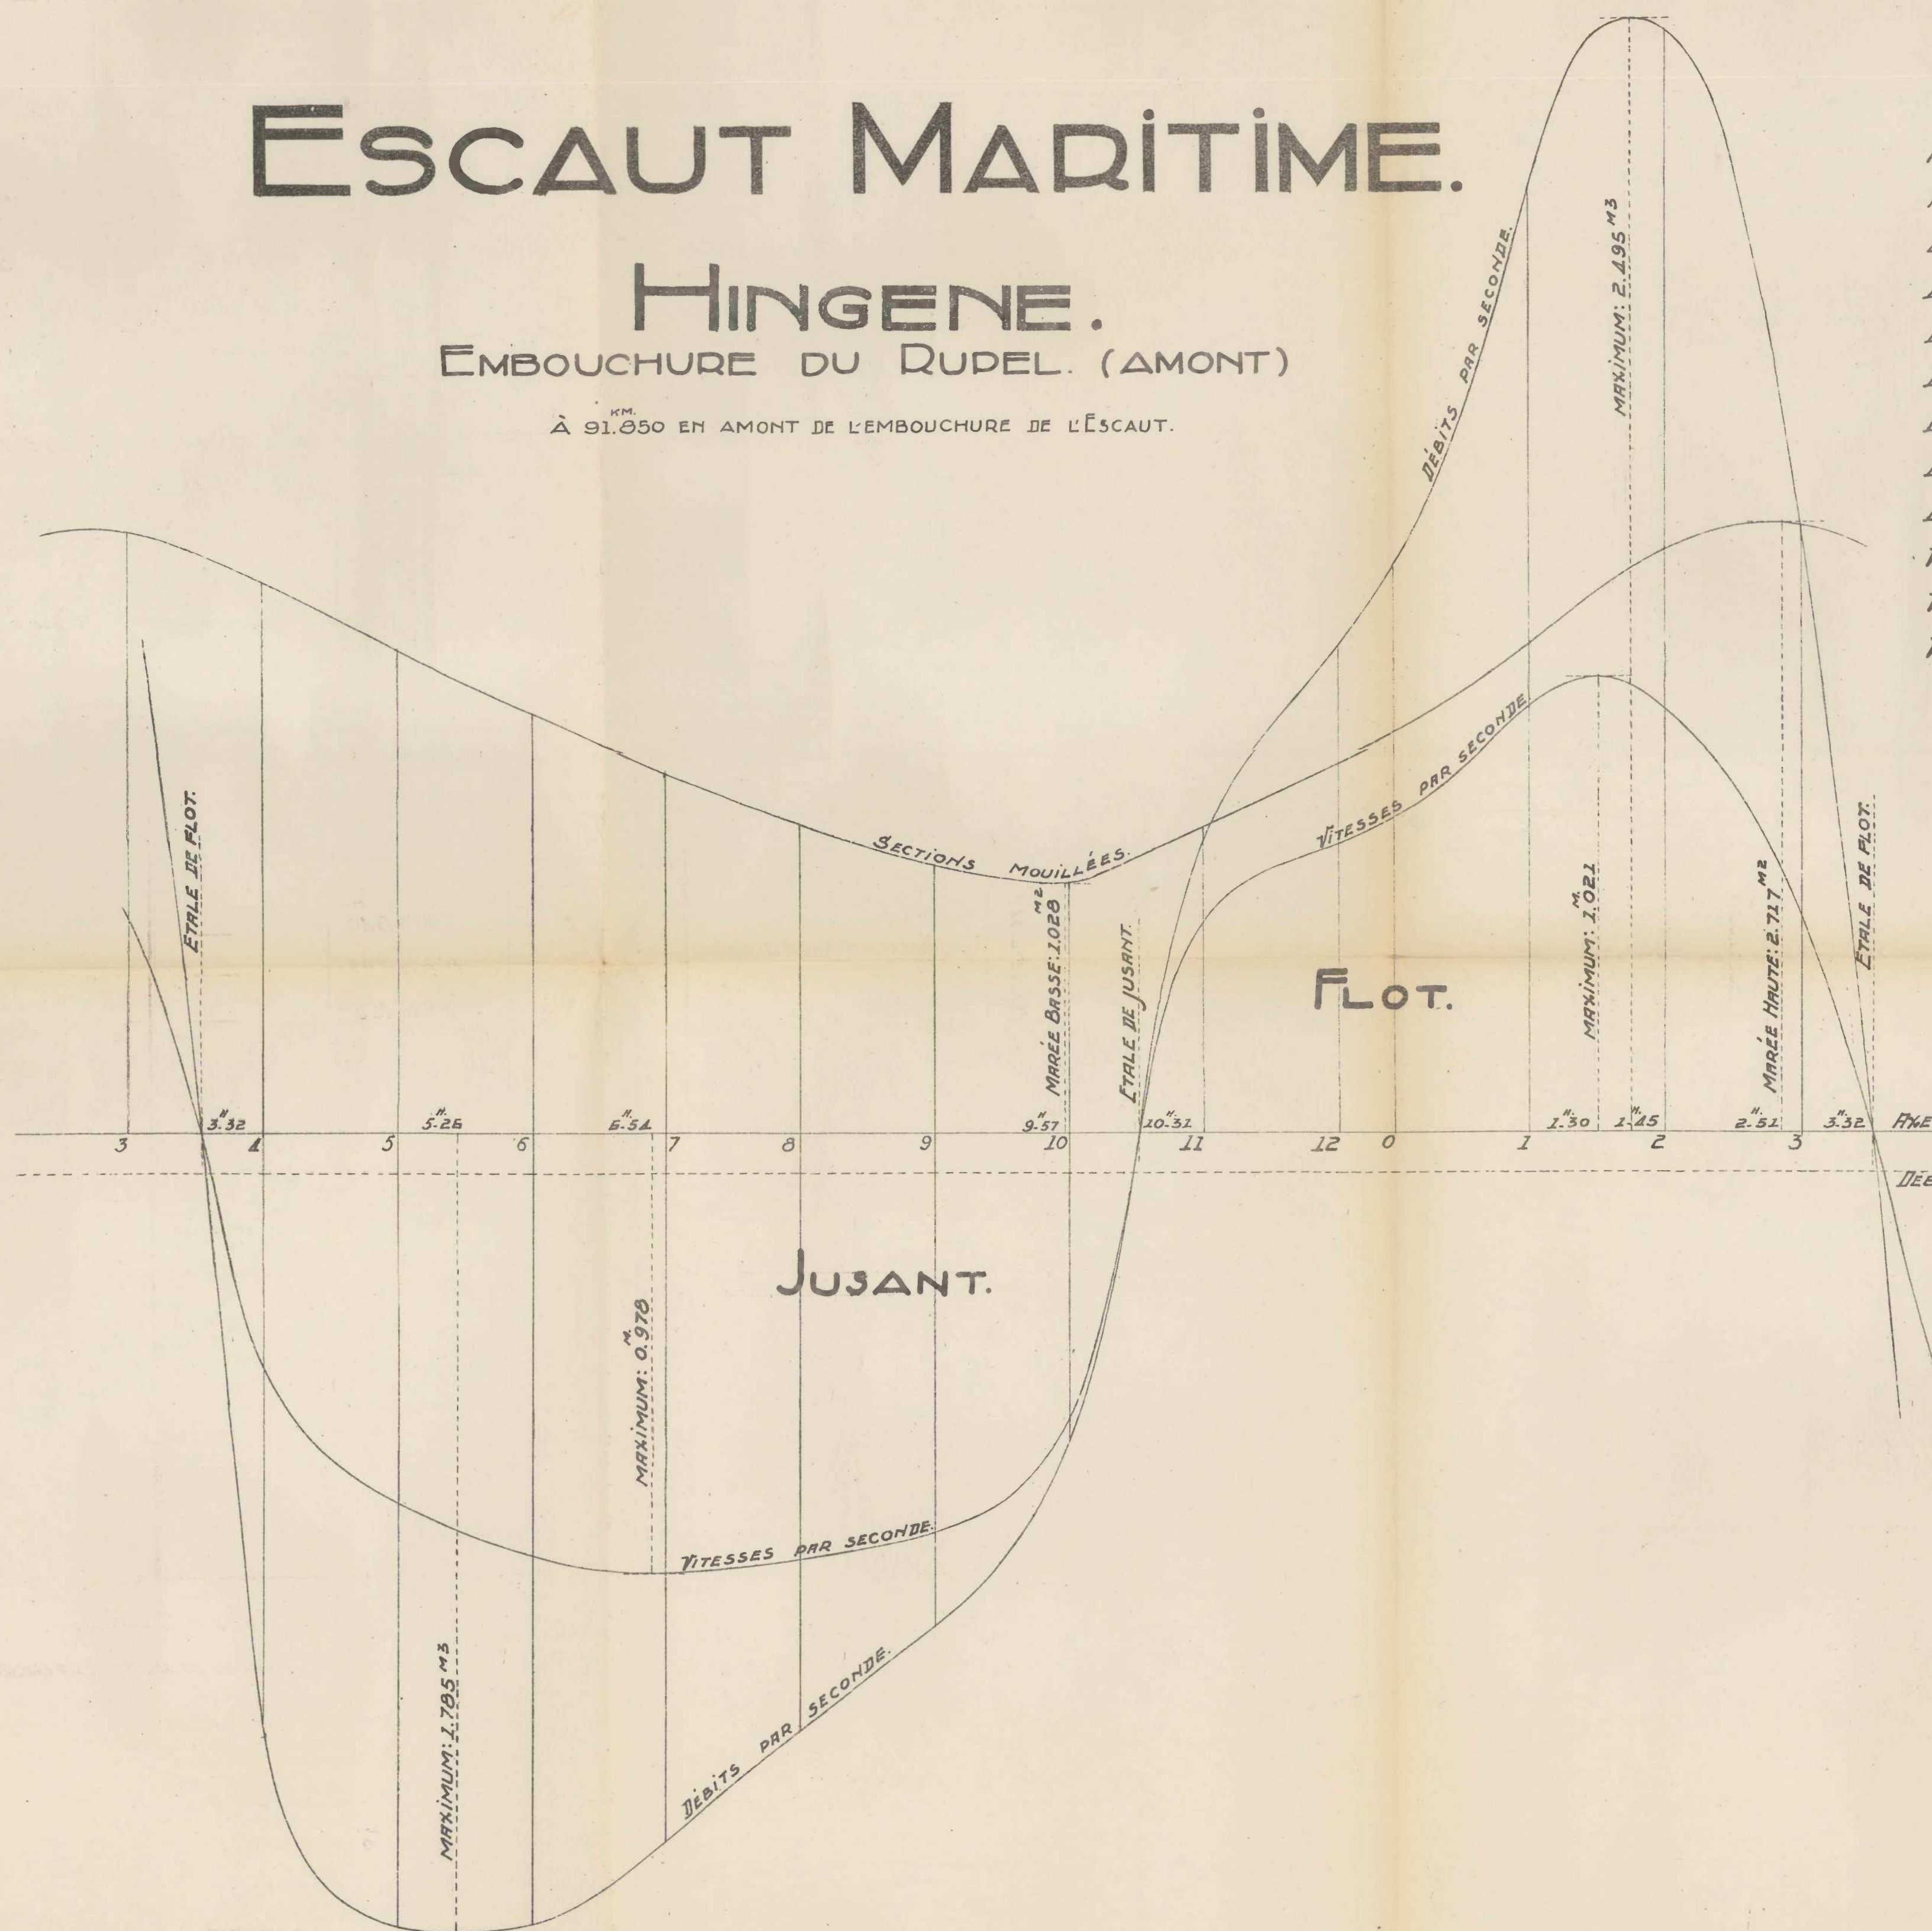 ESCAUT MARITIME.
HINGENE.
EMBOUCHURE DU RUPEL. (AMONT)
À 91.850 KM. EN AMONT DE L'EMBOUCHURE DE L'ESCAUT.
DÉBITS PAR SECONDE.
MAXIMUM: 2.495 M3
ETALE DE FLOT.
SECTIONS MOUILLÉES.
MARÉE BASSE: 1.028 M2
ETALE DE JUSANT.
VITESSES PAR SECONDE
FLOT.
MAXIMUM: 1.021 M.
MARÉE HAUTE: 2.717 M2
ETALE DE FLOT.
3.32 H. 5.26 H. 6.54 H. 9.57 H. 10.31 H. 1.30 H. 1.45 H. 2.51 H. 3.32 H. AXE
3 4 5 6 7 8 9 10 11 12 0 1 2 3
JUSANT.
MAXIMUM: 0.978 M.
VITESSES PAR SECONDE.
MAXIMUM: 1.785 M3
DÉBITS PAR SECONDE.